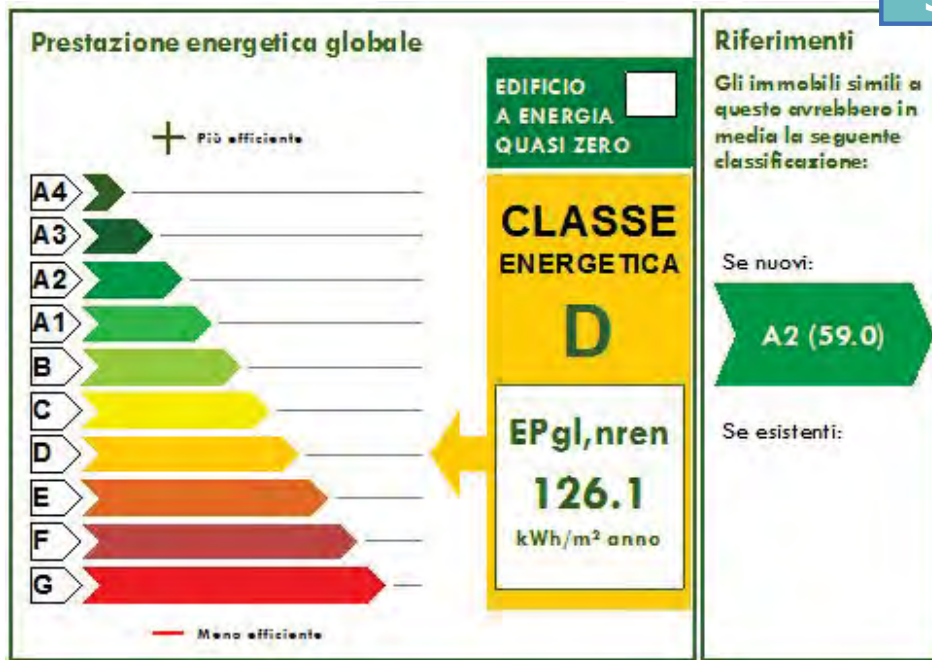 Prestazione energetica globale
Più efficiente
A4
A3
A2
A1
B
C
D
E
F
G
Meno efficiente
EDIFICIO
A ENERGIA
QUASI ZERO
CLASSE
ENERGETICA
D
EPgl,nren
126.1
kWh/m² anno
Riferimenti
Gli immobili simili a
questo avrebbero in
media la seguente
classificazione:
Se nuovi:
A2 (59.0)
Se esistenti: